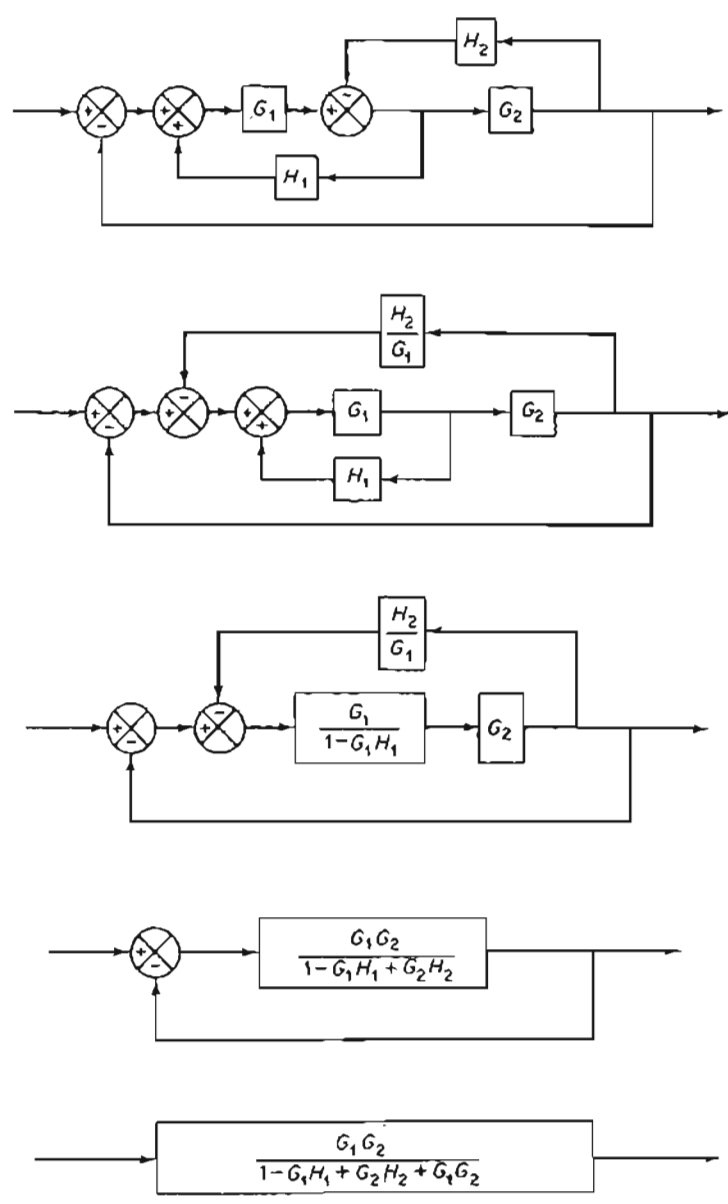 H₂
+ − + + G₁ + − G₂
H₁
H₂
G₁
+ − + − + + G₁ G₂
H₁
H₂
G₁
+ − + − G₁ G₂
1−G₁H₁
+ − G₁G₂
1−G₁H₁+G₂H₂
G₁G₂
1−G₁H₁+G₂H₂+G₁G₂